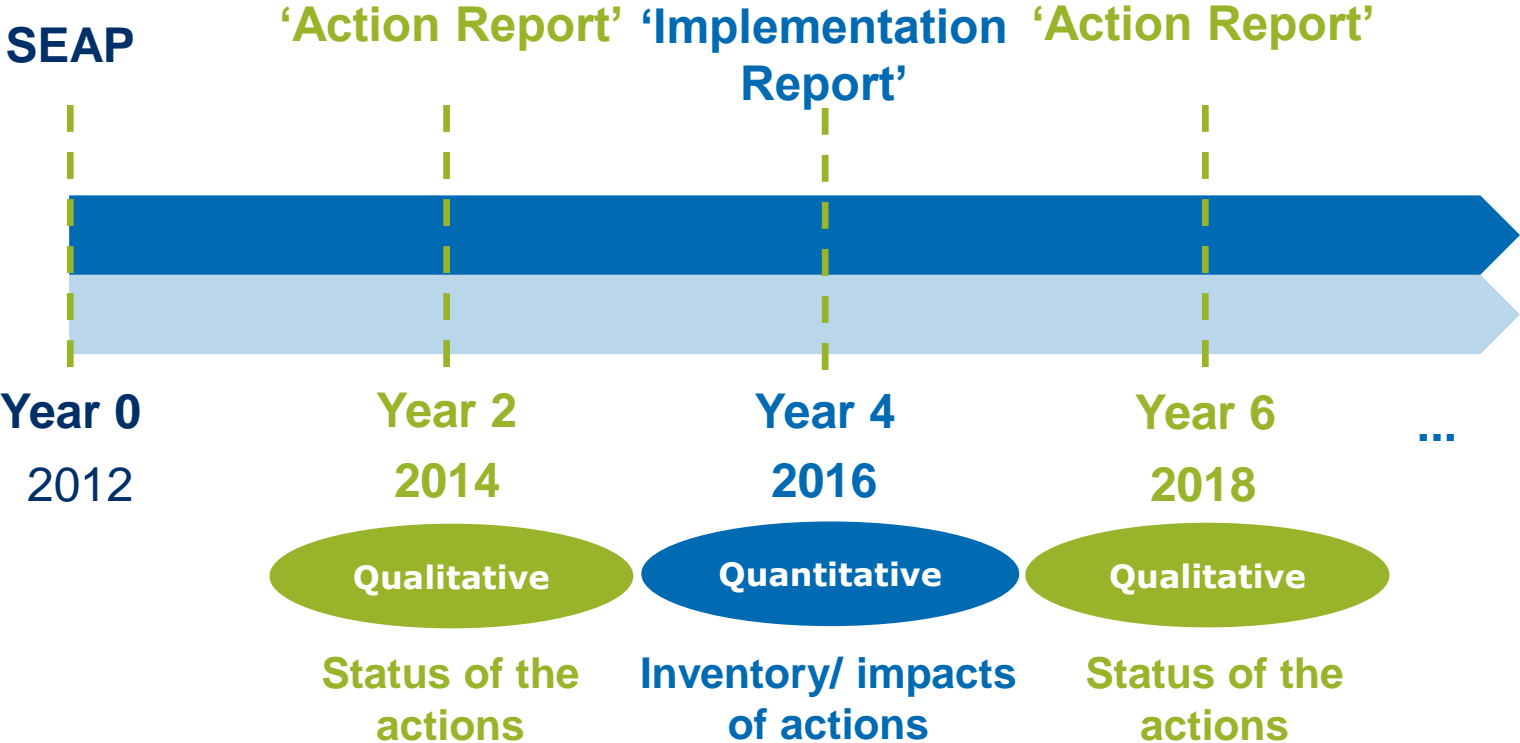 SEAP
‘Action Report’
‘Implementation
Report’
‘Action Report’
Year 0
Year 2
Year 4
Year 6
...
2012
2014
2016
2018
Qualitative
Quantitative
Qualitative
Status of the
actions
Inventory/ impacts
of actions
Status of the
actions